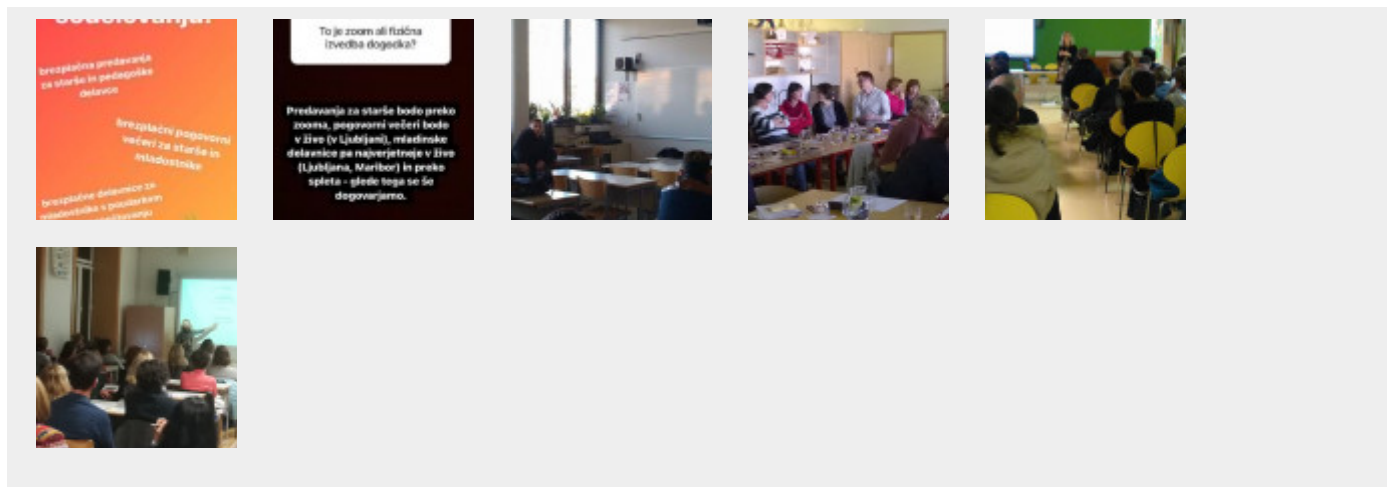 sodelovanja!
brezplačna predavanja
za starše in pedagoške
delavce
brezplačni pogovorni
večeri za starše in
mladostnike
brezplačne delavnice za
mladostnike s poudarkom
To je zoom ali fizična
izvedba dogodka?
Predavanja za starše bodo preko
zooma, pogovorni večeri bodo
v živo (v Ljubljani), mladinske
delavnice pa najverjetneje v živo
(Ljubljana, Maribor) in preko
spleta - glede tega se še
dogovarjamo.